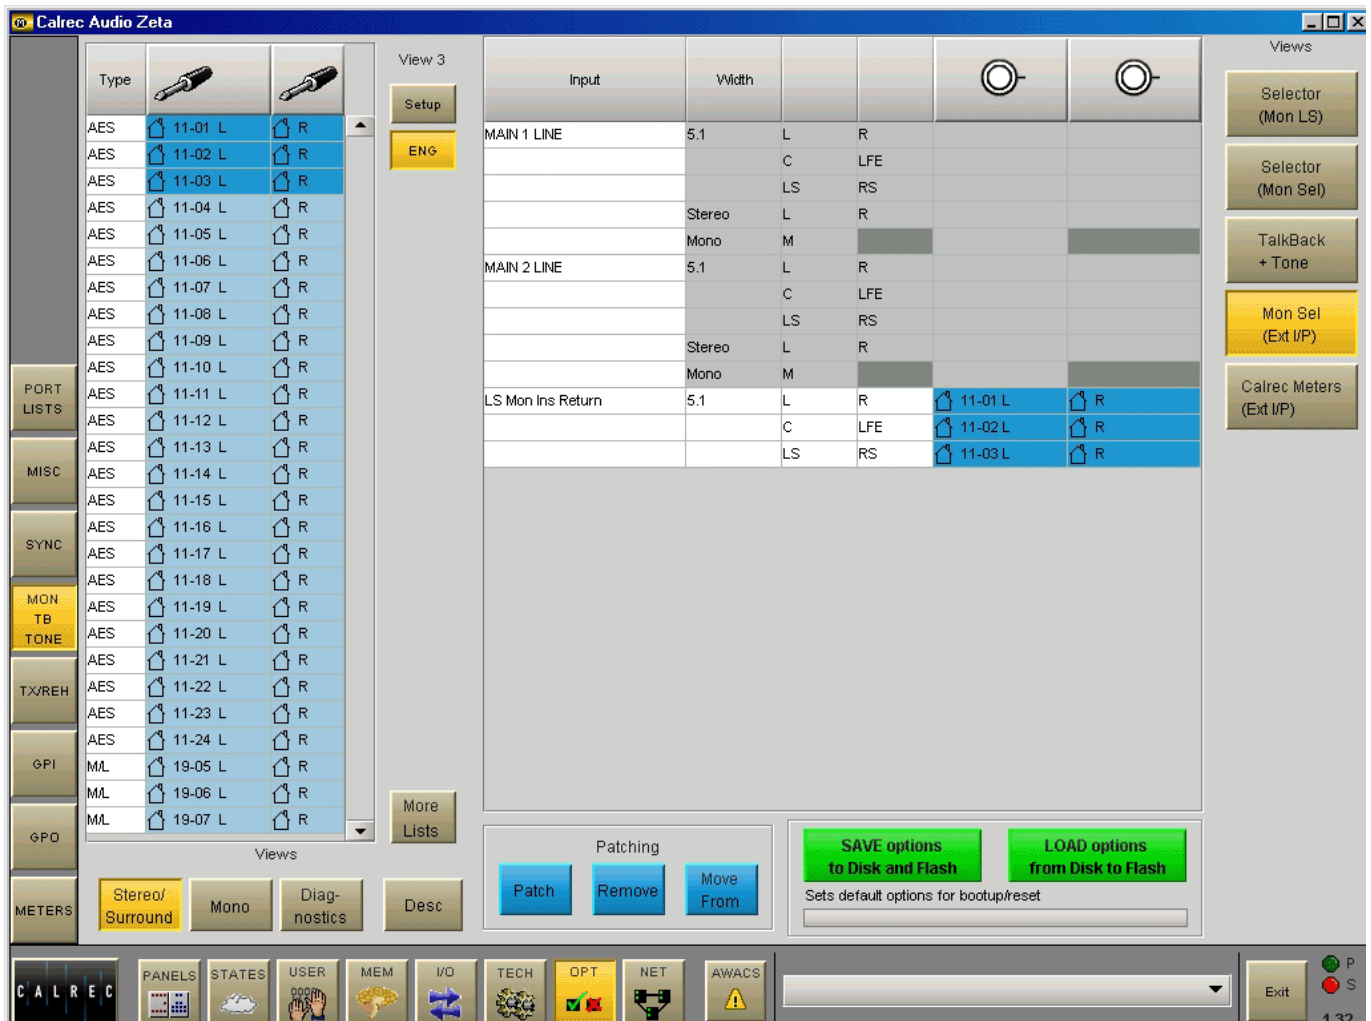 Calrec Audio Zeta
Type
AES 11-01 L R
AES 11-02 L R
AES 11-03 L R
AES 11-04 L R
AES 11-05 L R
AES 11-06 L R
AES 11-07 L R
AES 11-08 L R
AES 11-09 L R
AES 11-10 L R
AES 11-11 L R
AES 11-12 L R
AES 11-13 L R
AES 11-14 L R
AES 11-15 L R
AES 11-16 L R
AES 11-17 L R
AES 11-18 L R
AES 11-19 L R
AES 11-20 L R
AES 11-21 L R
AES 11-22 L R
AES 11-23 L R
AES 11-24 L R
M/L 19-05 L R
M/L 19-06 L R
M/L 19-07 L R
Views
Stereo/
Surround
Mono
Diag-
nostics
Desc
PORT
LISTS
MISC
SYNC
MON
TB
TONE
TX/REH
GPI
GPO
METERS
View 3
Setup
ENG
More
Lists
Input Width
MAIN 1 LINE 5.1 L R
C LFE
LS RS
Stereo L R
Mono M
MAIN 2 LINE 5.1 L R
C LFE
LS RS
Stereo L R
Mono M
LS Mon Ins Return 5.1 L R 11-01 L R
C LFE 11-02 L R
LS RS 11-03 L R
Patching
Patch
Remove
Move
From
SAVE options
to Disk and Flash
LOAD options
from Disk to Flash
Sets default options for bootup/reset
Views
Selector
(Mon LS)
Selector
(Mon Sel)
TalkBack
+ Tone
Mon Sel
(Ext I/P)
Calrec Meters
(Ext I/P)
CALREC
PANELS
STATES
USER
MEM
I/O
TECH
OPT
NET
AWACS
Exit
P
S
1.32